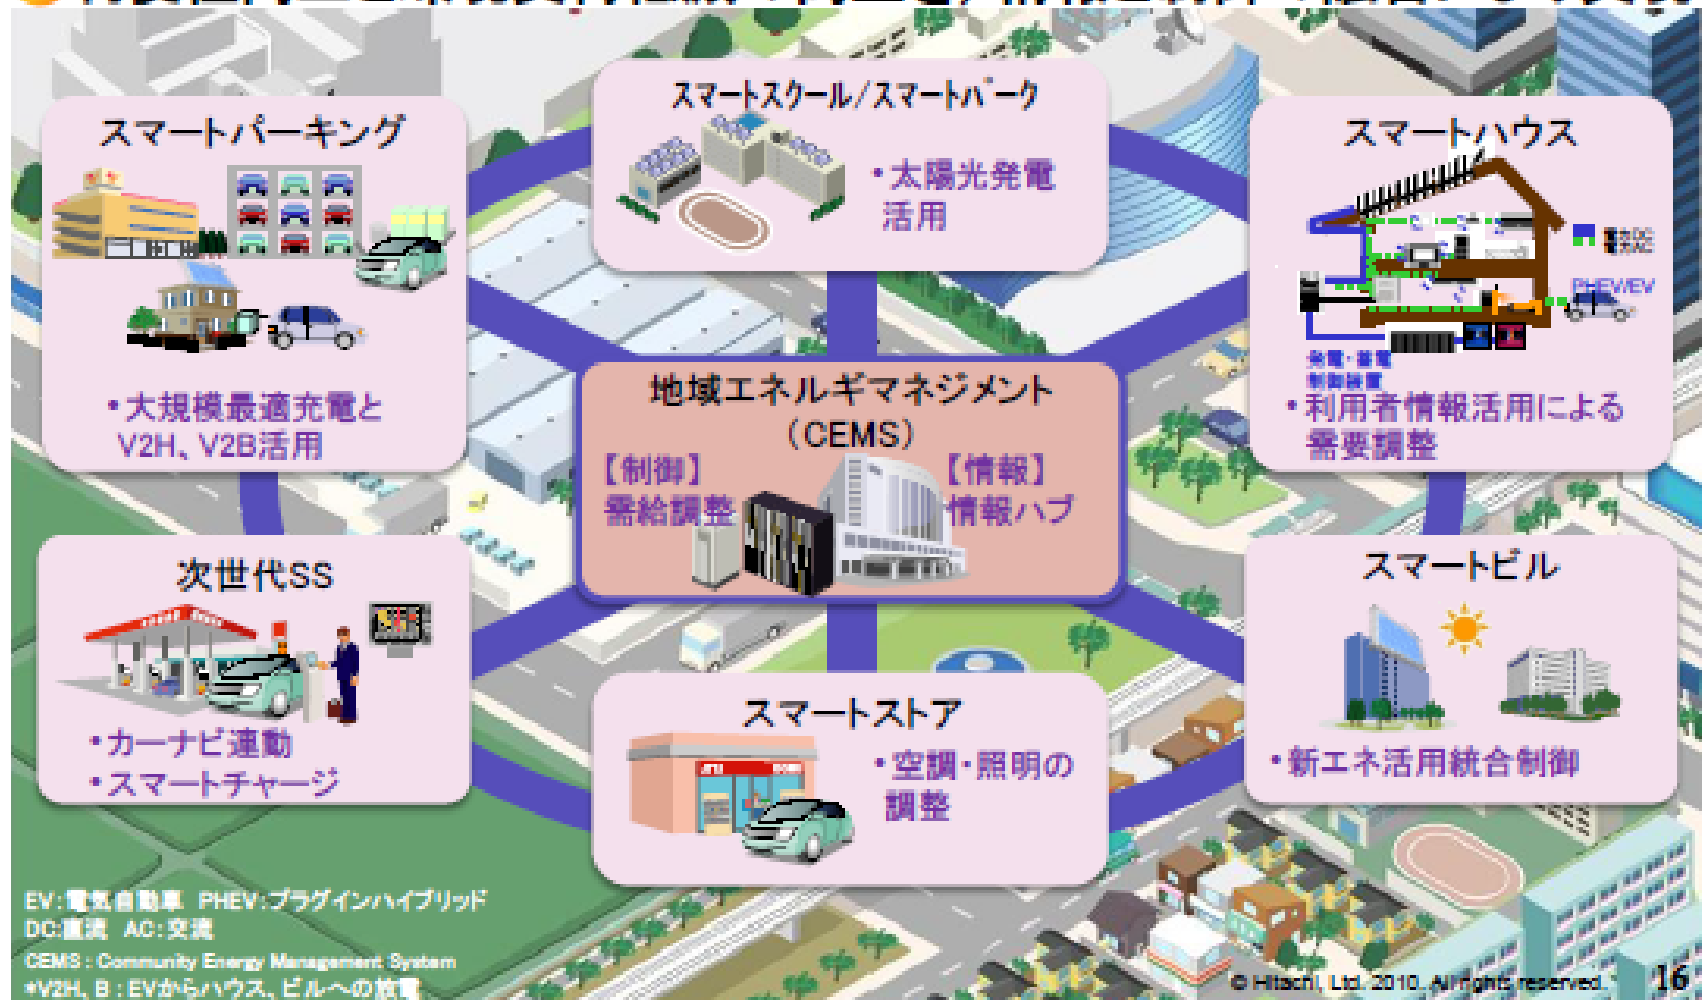 スマートスクール/スマートパーク
・太陽光発電
活用
スマートパーキング
・大規模最適充電と
V2H、V2B活用
スマートハウス
電力DC
電力AC
PHEV/EV
発電・蓄電
制御装置
・利用者情報活用による
需要調整
地域エネルギマネジメント
（CEMS）
【制御】
需給調整
【情報】
情報ハブ
次世代SS
・カーナビ連動
・スマートチャージ
スマートストア
・空調・照明の
調整
スマートビル
・新エネ活用統合制御
EV：電気自動車 PHEV：プラグインハイブリッド
DC:直流 AC：交流
CEMS : Community Energy Management System
*V2H、B：EVからハウス、ビルへの放電
© Hitachi, Ltd. 2010. All rights reserved.
16